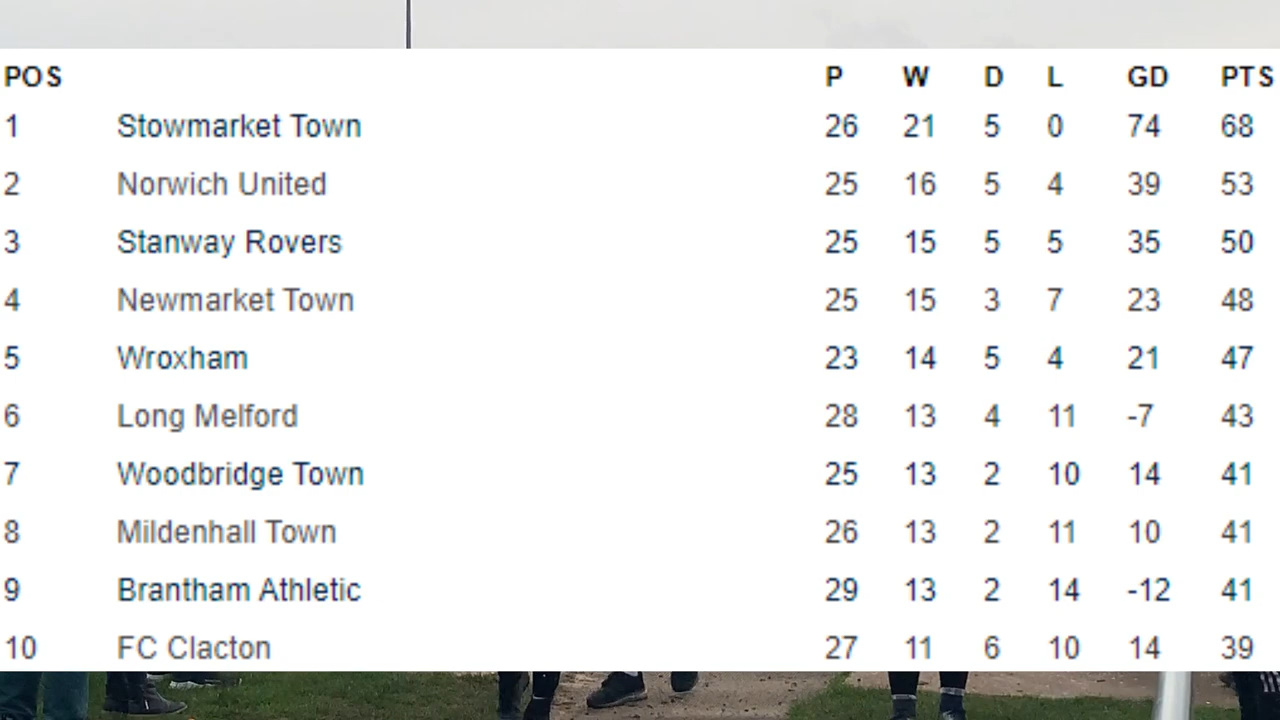 POS P W D L GD PTS
1 Stowmarket Town 26 21 5 0 74 68
2 Norwich United 25 16 5 4 39 53
3 Stanway Rovers 25 15 5 5 35 50
4 Newmarket Town 25 15 3 7 23 48
5 Wroxham 23 14 5 4 21 47
6 Long Melford 28 13 4 11 -7 43
7 Woodbridge Town 25 13 2 10 14 41
8 Mildenhall Town 26 13 2 11 10 41
9 Brantham Athletic 29 13 2 14 -12 41
10 FC Clacton 27 11 6 10 14 39